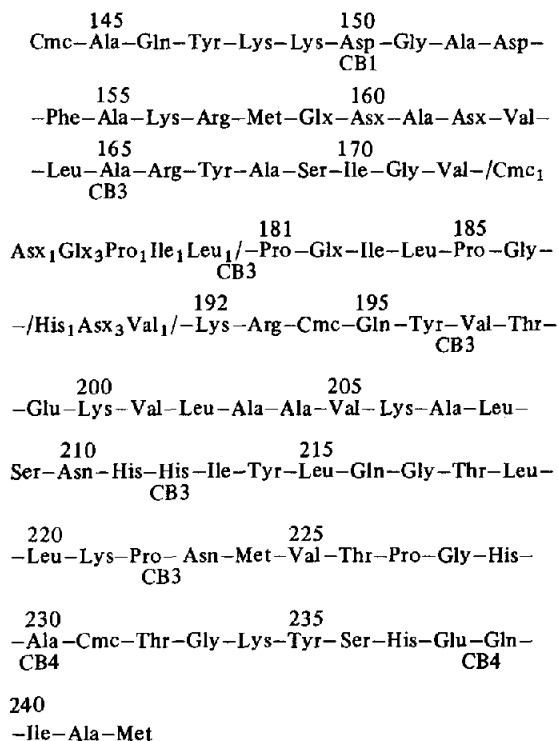 145 150
Cmc–Ala–Gln–Tyr–Lys–Lys–Asp–Gly–Ala–Asp–
CB1
155 160
–Phe–Ala–Lys–Arg–Met–Glx–Asx–Ala–Asx–Val–
165 170
–Leu–Ala–Arg–Tyr–Ala–Ser–Ile–Gly–Val–/Cmc₁
CB3
181 185
Asx₁Glx₃Pro₁Ile₁Leu₁/–Pro–Glx–Ile–Leu–Pro–Gly–
CB3
192 195
–/His₁Asx₃Val₁/–Lys–Arg–Cmc–Gln–Tyr–Val–Thr–
CB3
200 205
–Glu–Lys–Val–Leu–Ala–Ala–Val–Lys–Ala–Leu–
210 215
Ser–Asn–His–His–Ile–Tyr–Leu–Gln–Gly–Thr–Leu–
CB3
220 225
–Leu–Lys–Pro–Asn–Met–Val–Thr–Pro–Gly–His–
CB3
230 235
–Ala–Cmc–Thr–Gly–Lys–Tyr–Ser–His–Glu–Gln–
CB4 CB4
240
–Ile–Ala–Met